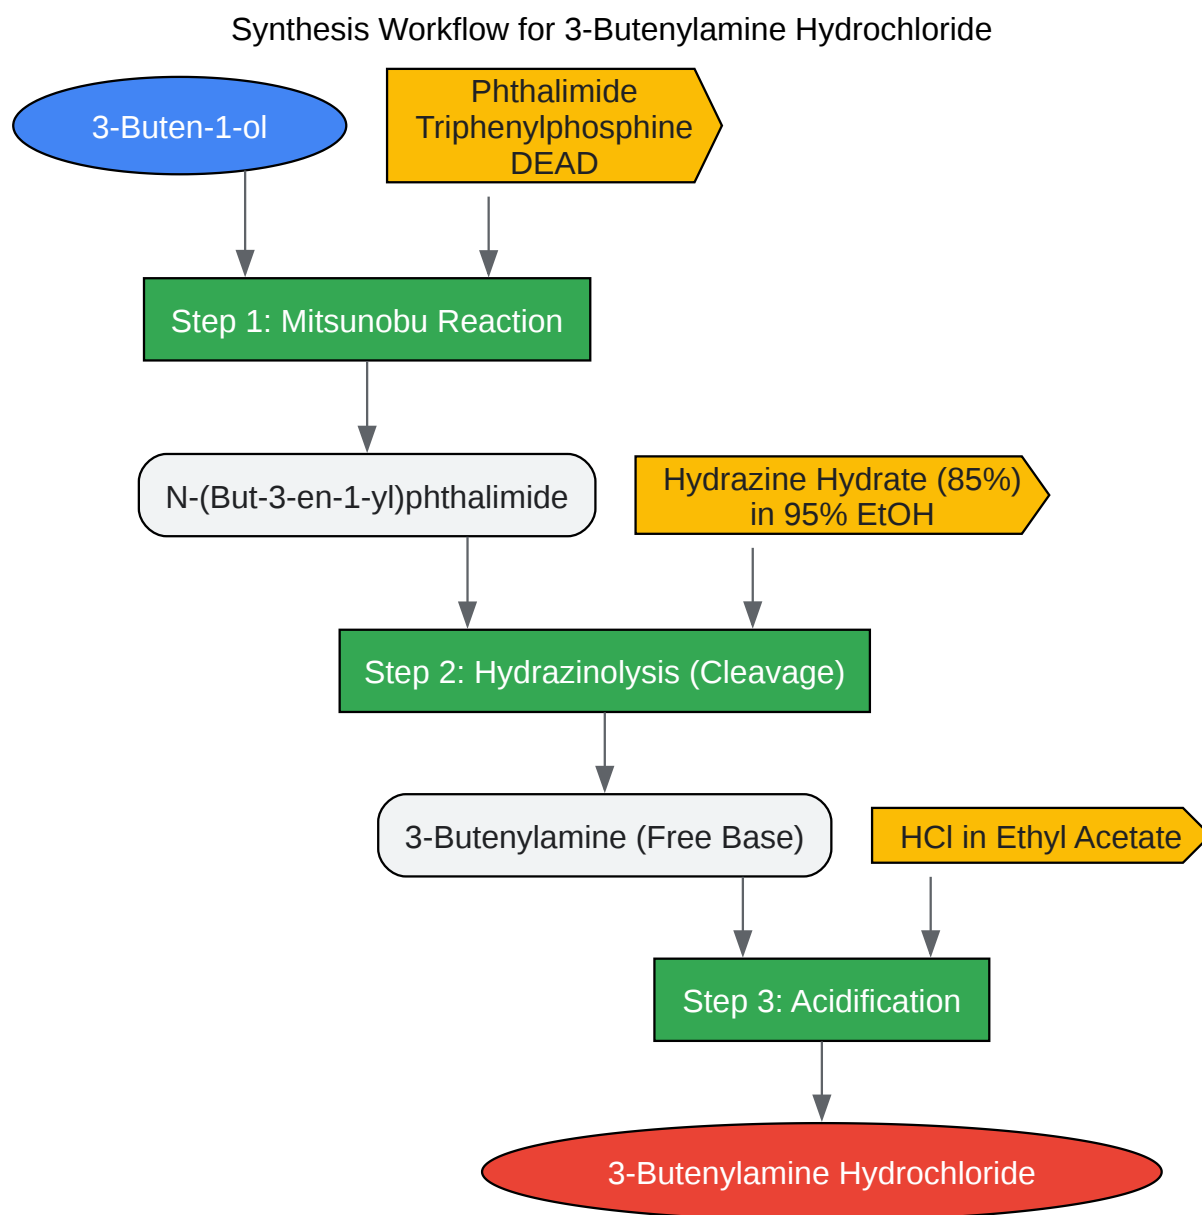 Synthesis Workflow for 3-Butenylamine Hydrochloride
3-Buten-1-ol
Phthalimide
Triphenylphosphine
DEAD
Step 1: Mitsunobu Reaction
N-(But-3-en-1-yl)phthalimide
Hydrazine Hydrate (85%)
in 95% EtOH
Step 2: Hydrazinolysis (Cleavage)
3-Butenylamine (Free Base)
HCl in Ethyl Acetate
Step 3: Acidification
3-Butenylamine Hydrochloride